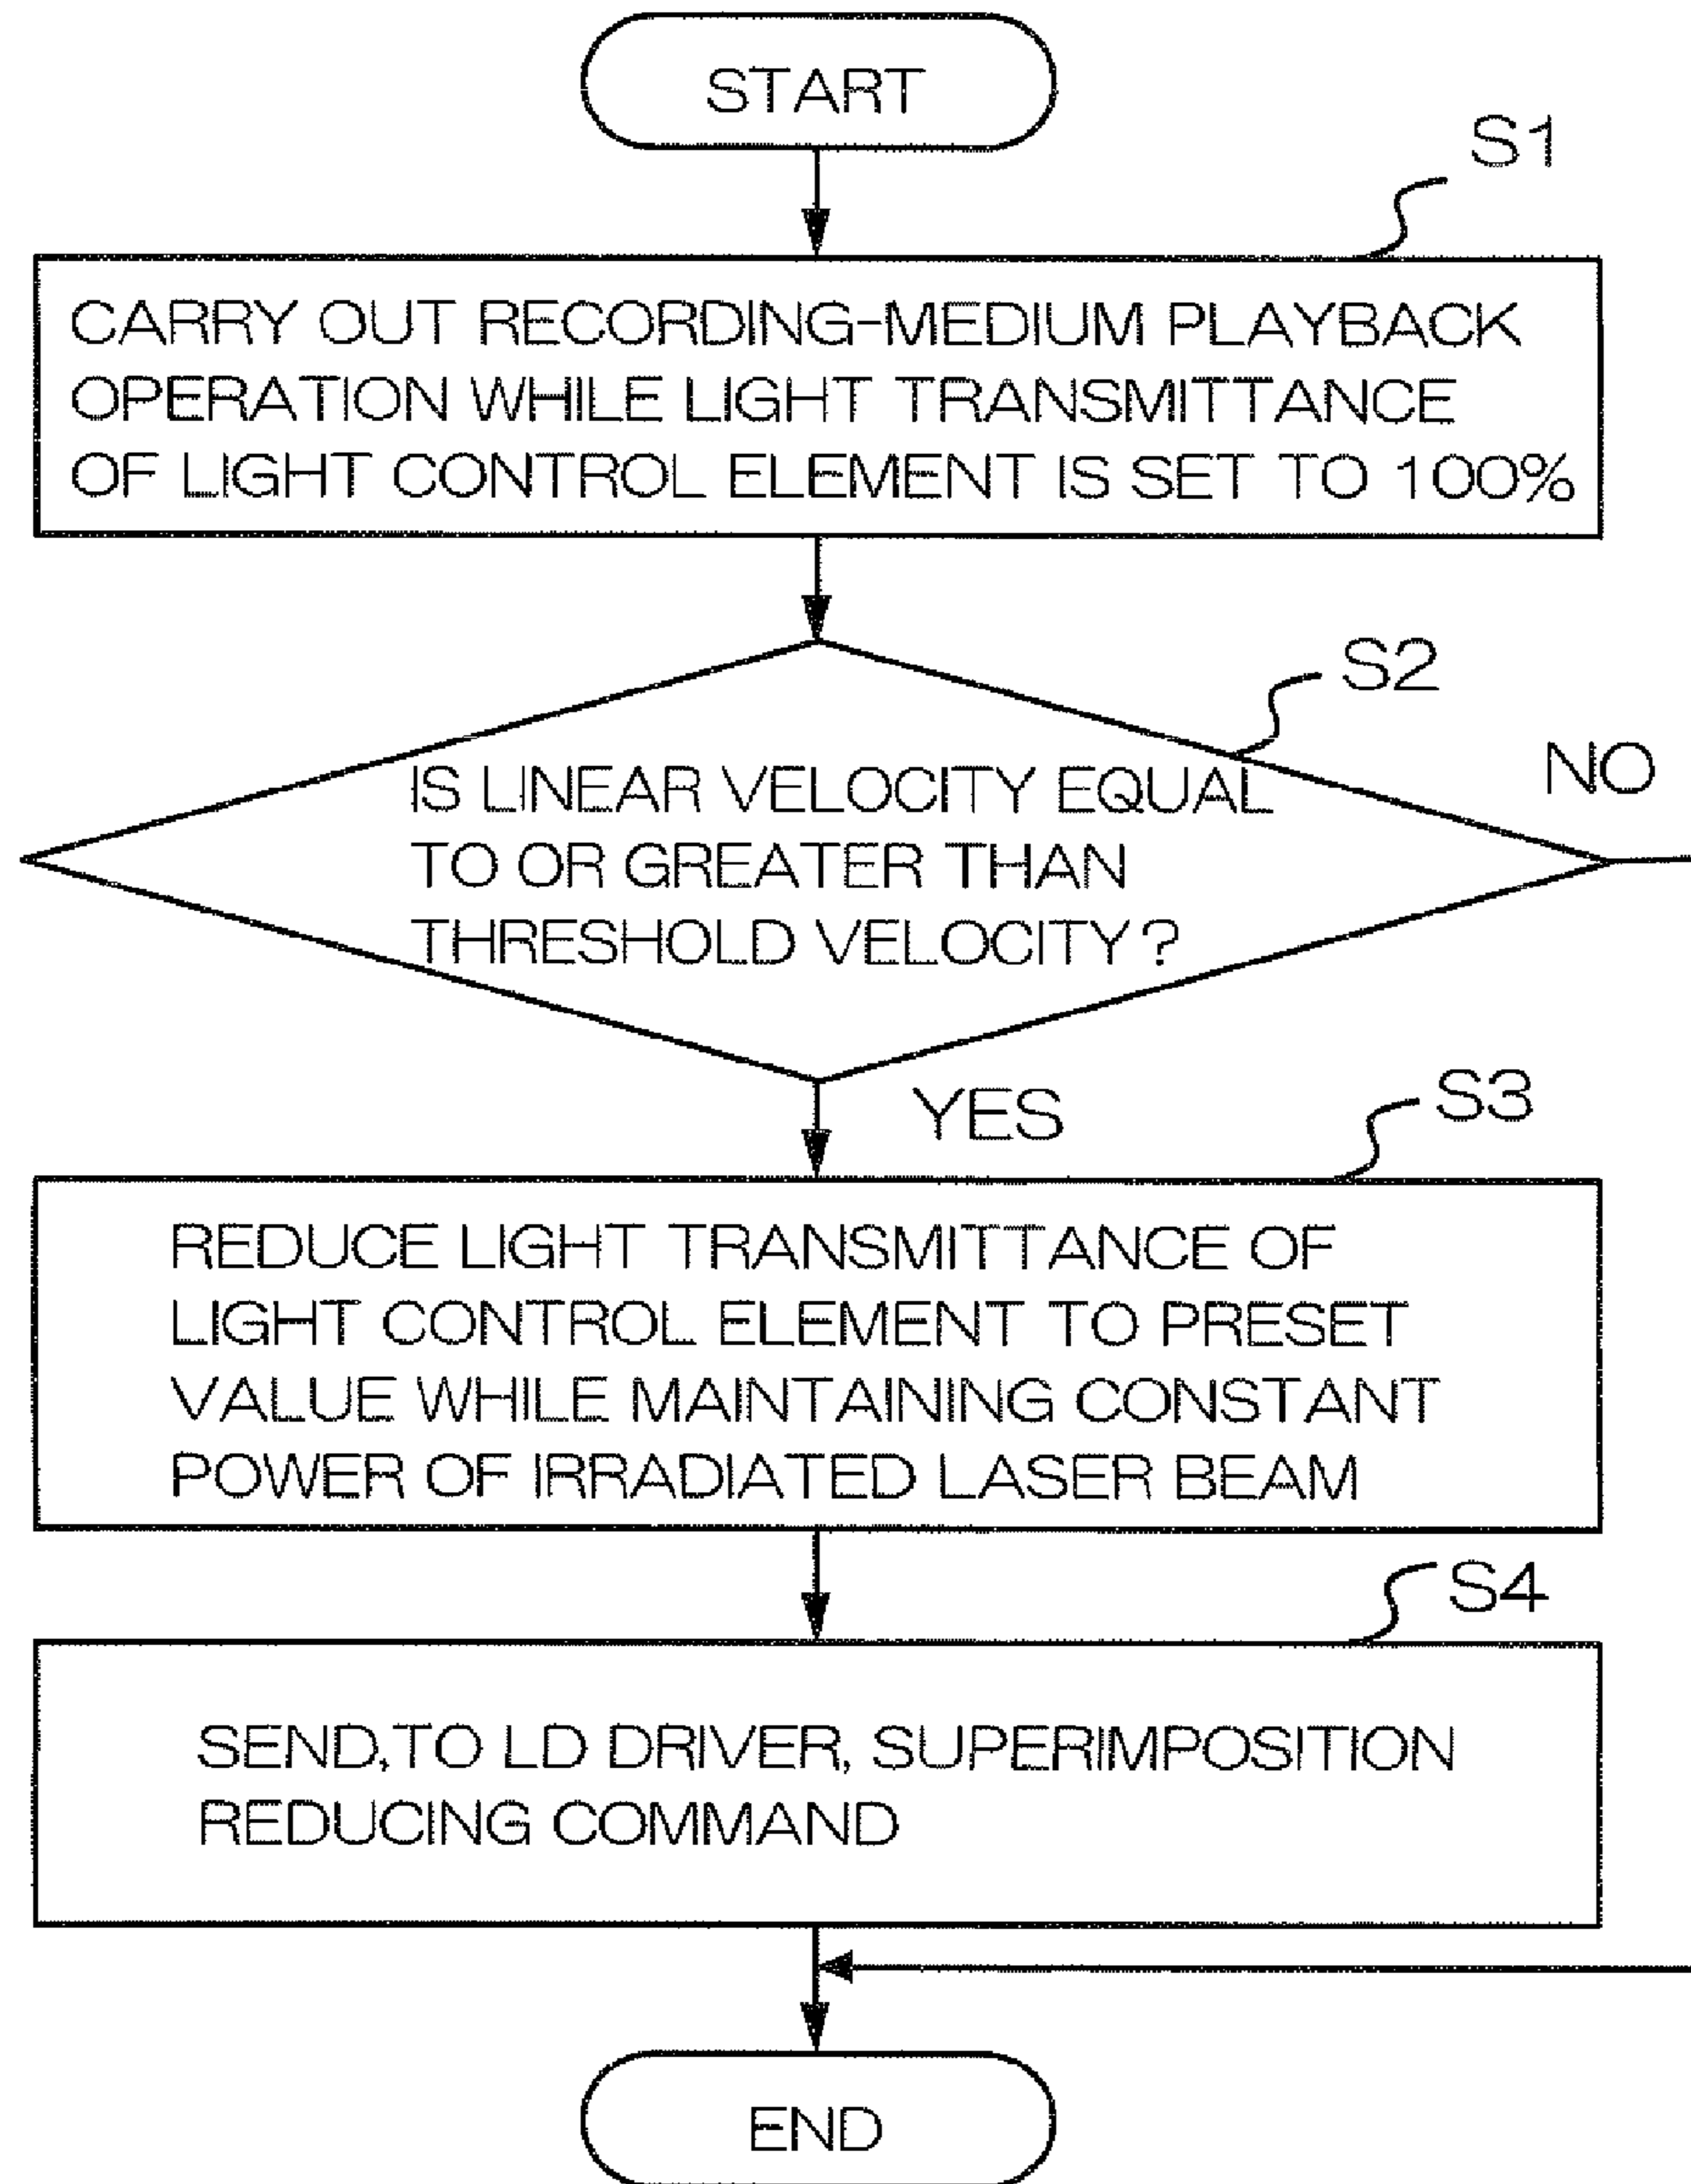 START
S1
CARRY OUT RECORDING-MEDIUM PLAYBACK
OPERATION WHILE LIGHT TRANSMITTANCE
OF LIGHT CONTROL ELEMENT IS SET TO 100%
S2
NO
IS LINEAR VELOCITY EQUAL
TO OR GREATER THAN
THRESHOLD VELOCITY?
YES
S3
REDUCE LIGHT TRANSMITTANCE OF
LIGHT CONTROL ELEMENT TO PRESET
VALUE WHILE MAINTAINING CONSTANT
POWER OF IRRADIATED LASER BEAM
S4
SEND,TO LD DRIVER, SUPERIMPOSITION
REDUCING COMMAND
END